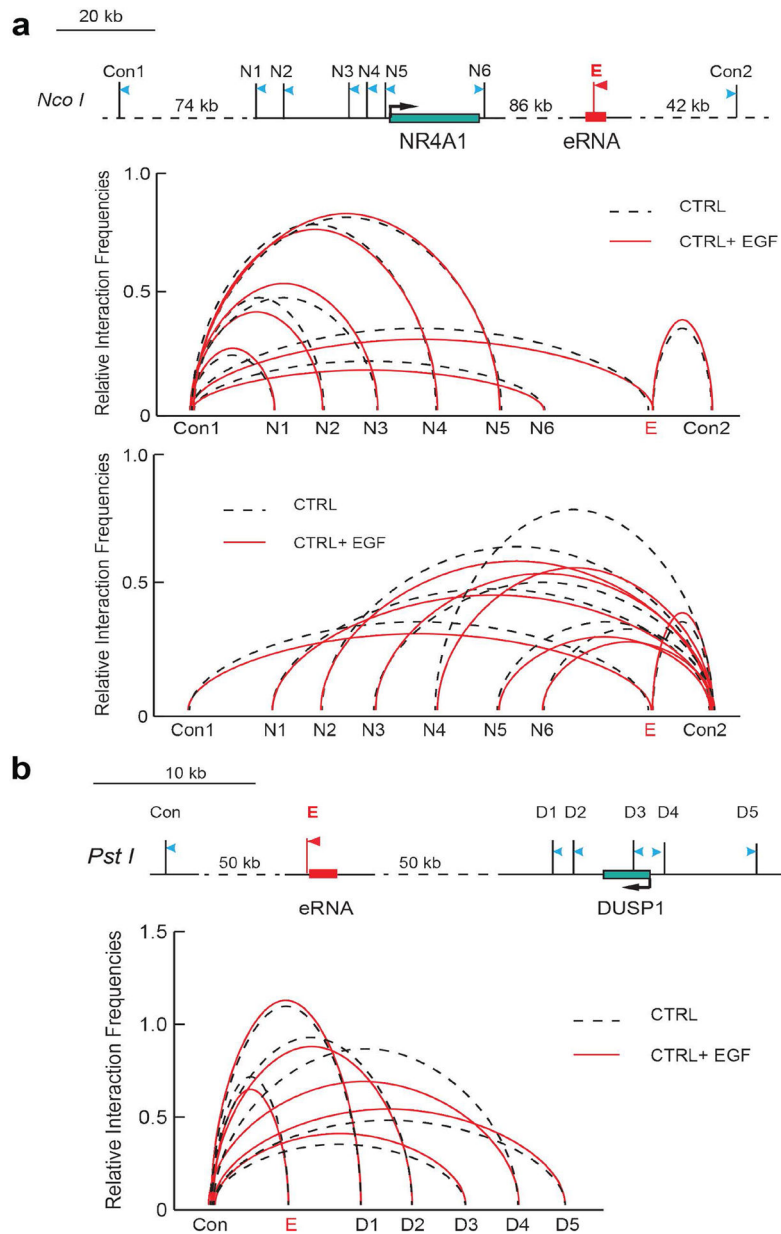 a
20 kb
Con1 N1 N2 N3 N4 N5 N6 E Con2
Nco I 74 kb 86 kb 42 kb
NR4A1 eRNA
Relative Interaction Frequencies
1.0
0.5
0
CTRL
CTRL+ EGF
Con1 N1 N2 N3 N4 N5 N6 E Con2
Relative Interaction Frequencies
1.0
0.5
0
CTRL
CTRL+ EGF
Con1 N1 N2 N3 N4 N5 N6 E Con2
b
10 kb
Con E D1 D2 D3 D4 D5
Pst I 50 kb 50 kb
eRNA DUSP1
Relative Interaction Frequencies
1.5
1.0
0.5
0
CTRL
CTRL+ EGF
Con E D1 D2 D3 D4 D5